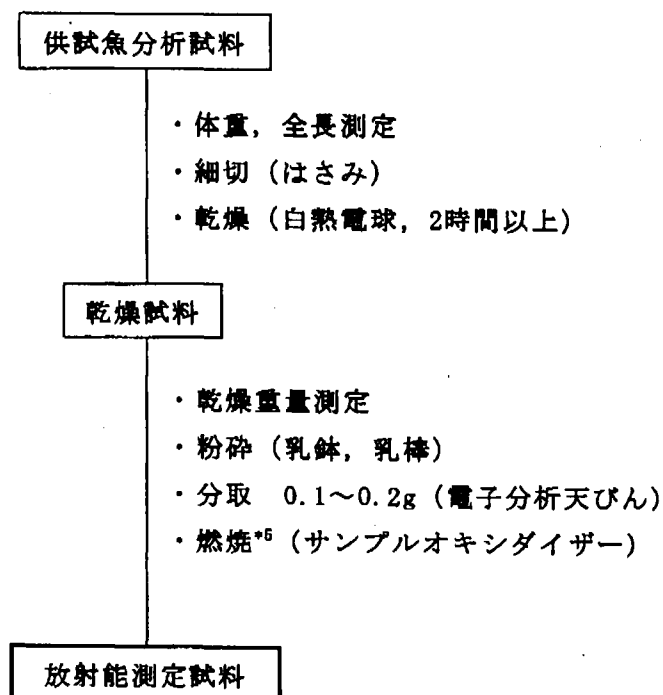 供試魚分析試料
・体重，全長測定
・細切（はさみ）
・乾燥（白熱電球，2時間以上）
乾燥試料
・乾燥重量測定
・粉砕（乳鉢，乳棒）
・分取　0.1～0.2g（電子分析天びん）
・燃焼*5（サンプルオキシダイザー）
放射能測定試料